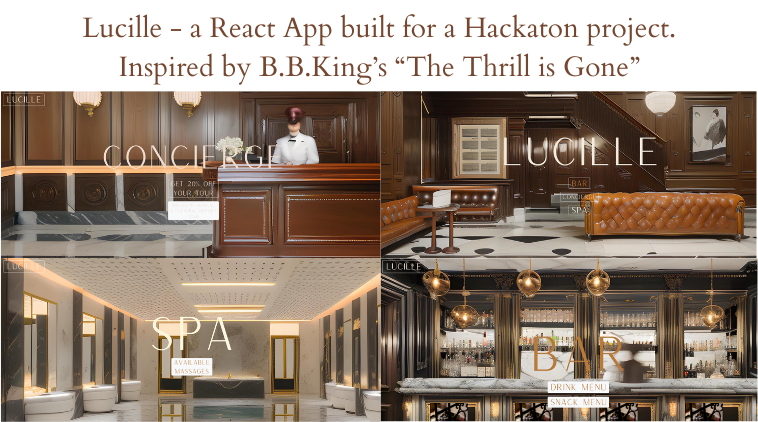 Lucille – a React App built for a Hackaton project.
Inspired by B.B.King's “The Thrill is Gone”
LUCILLE
CONCIERGE
GET 20% OFF
YOUR TOUR
LUCILLE
BAR
CONCIERGE
SPA
LUCILLE
SPA
AVAILABLE
MASSAGES
LUCILLE
BAR
DRINK MENU
SNACK MENU